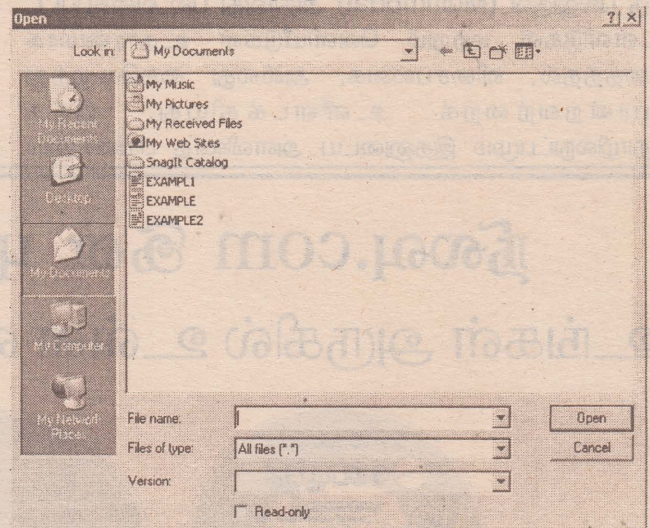 Open
Look in: My Documents
My Recent
Documents
Desktop
My Documents
My Computer
My Network
Places
My Music
My Pictures
My Received Files
My Web Sites
SnagIt Catalog
EXAMPL1
EXAMPLE
EXAMPLE2
File name:
Open
Files of type: All files (*.*)
Cancel
Version:
Read-only